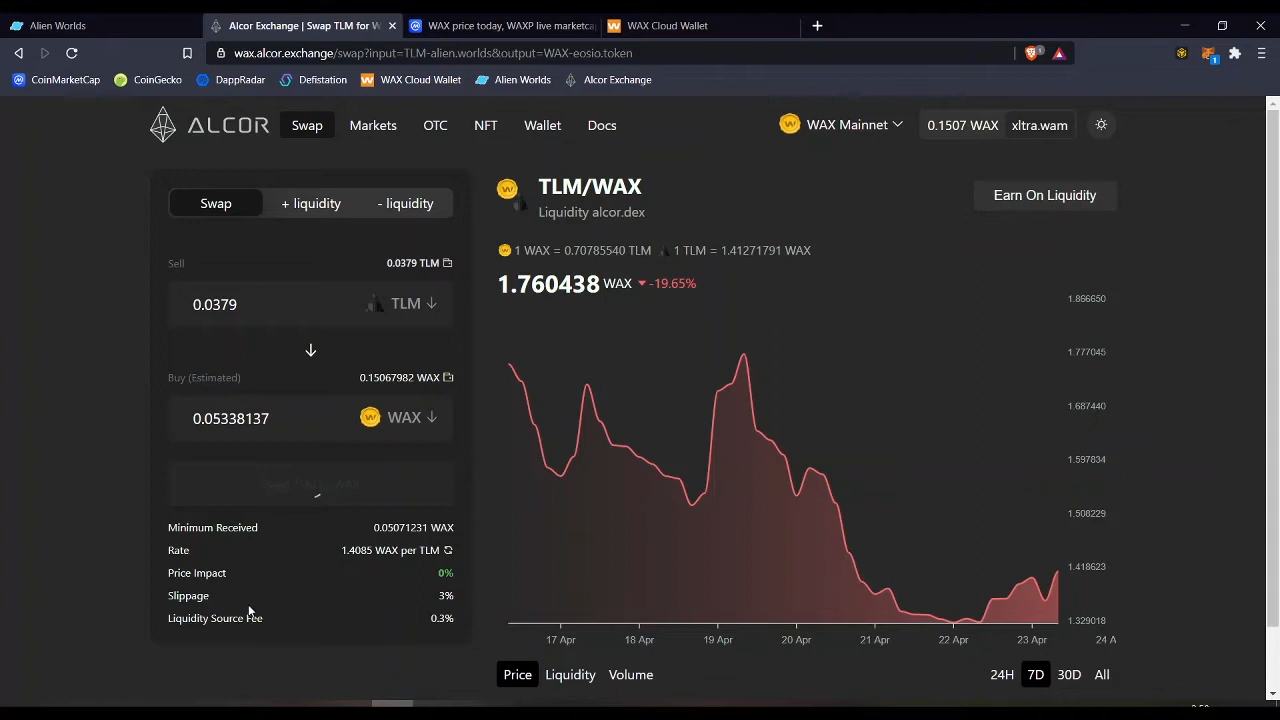 Alien Worlds
Alcor Exchange | Swap TLM for W
WAX price today, WAXP live marketcap
WAX Cloud Wallet
wax.alcor.exchange/swap?input=TLM-alien.worlds&output=WAX-eosio.token
1
1
CoinMarketCap
CoinGecko
DappRadar
Defistation
WAX Cloud Wallet
Alien Worlds
Alcor Exchange
ALCOR
Swap
Markets
OTC
NFT
Wallet
Docs
WAX Mainnet
0.1507 WAX
xltra.wam
Swap
+ liquidity
- liquidity
TLM/WAX
Liquidity alcor.dex
Earn On Liquidity
1 WAX = 0.70785540 TLM
1 TLM = 1.41271791 WAX
Sell
0.0379 TLM
0.0379
TLM
1.760438 WAX
-19.65%
Buy (Estimated)
0.15067982 WAX
0.05338137
WAX
Minimum Received
0.05071231 WAX
Rate
1.4085 WAX per TLM
Price Impact
0%
Slippage
3%
Liquidity Source Fee
0.3%
1.866650
1.777045
1.687440
1.597834
1.508229
1.418623
1.329018
17 Apr
18 Apr
19 Apr
20 Apr
21 Apr
22 Apr
23 Apr
24 A
Price
Liquidity
Volume
24H
7D
30D
All